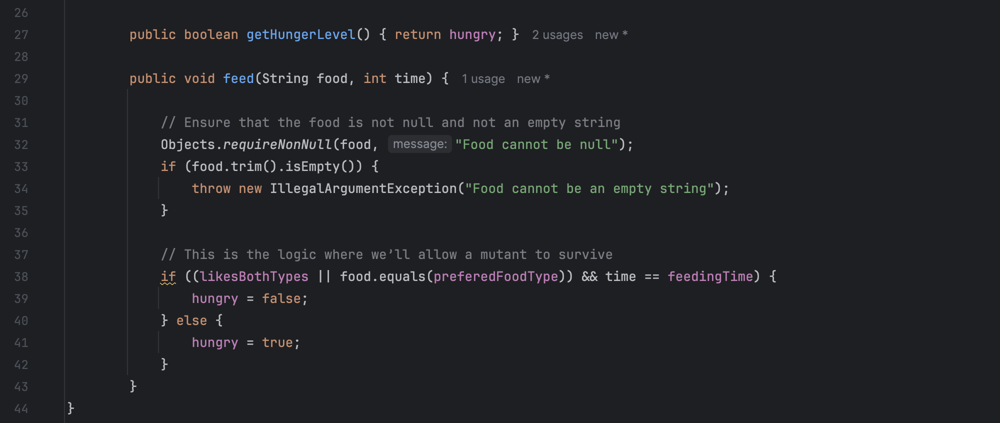 26
27 public boolean getHungerLevel() { return hungry; } 2 usages new *
28
29 public void feed(String food, int time) { 1 usage new *
30
31 // Ensure that the food is not null and not an empty string
32 Objects.requireNonNull(food, message: "Food cannot be null");
33 if (food.trim().isEmpty()) {
34 throw new IllegalArgumentException("Food cannot be an empty string");
35 }
36
37 // This is the logic where we’ll allow a mutant to survive
38 if ((likesBothTypes || food.equals(preferedFoodType)) && time == feedingTime) {
39 hungry = false;
40 } else {
41 hungry = true;
42 }
43 }
44 }